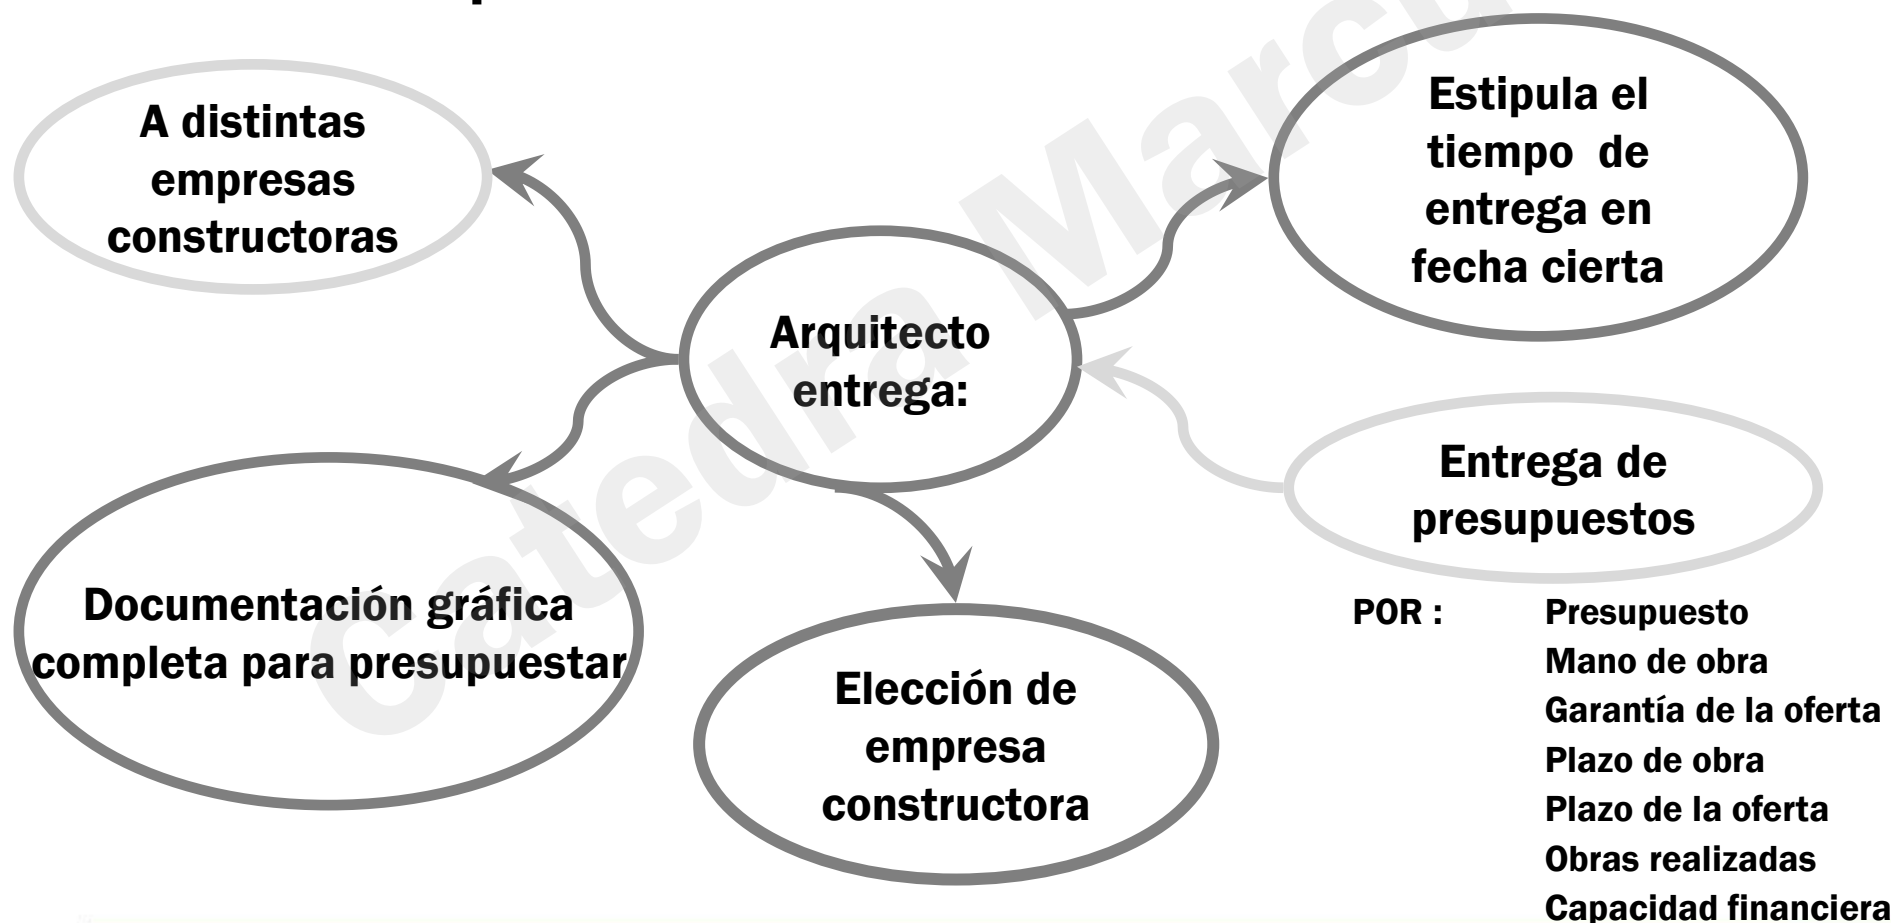 A distintas
empresas
constructoras
Estipula el
tiempo de
entrega en
fecha cierta
Arquitecto
entrega:
Entrega de
presupuestos
Documentación gráfica
completa para presupuestar
Elección de
empresa
constructora
POR : Presupuesto
Mano de obra
Garantía de la oferta
Plazo de obra
Plazo de la oferta
Obras realizadas
Capacidad financiera
Catedra